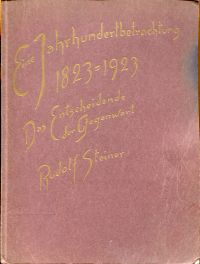 Eine Jahrhundertbetrachtung
1823=1923
Das Entscheidende
der Gegenwart
Rudolf Steiner